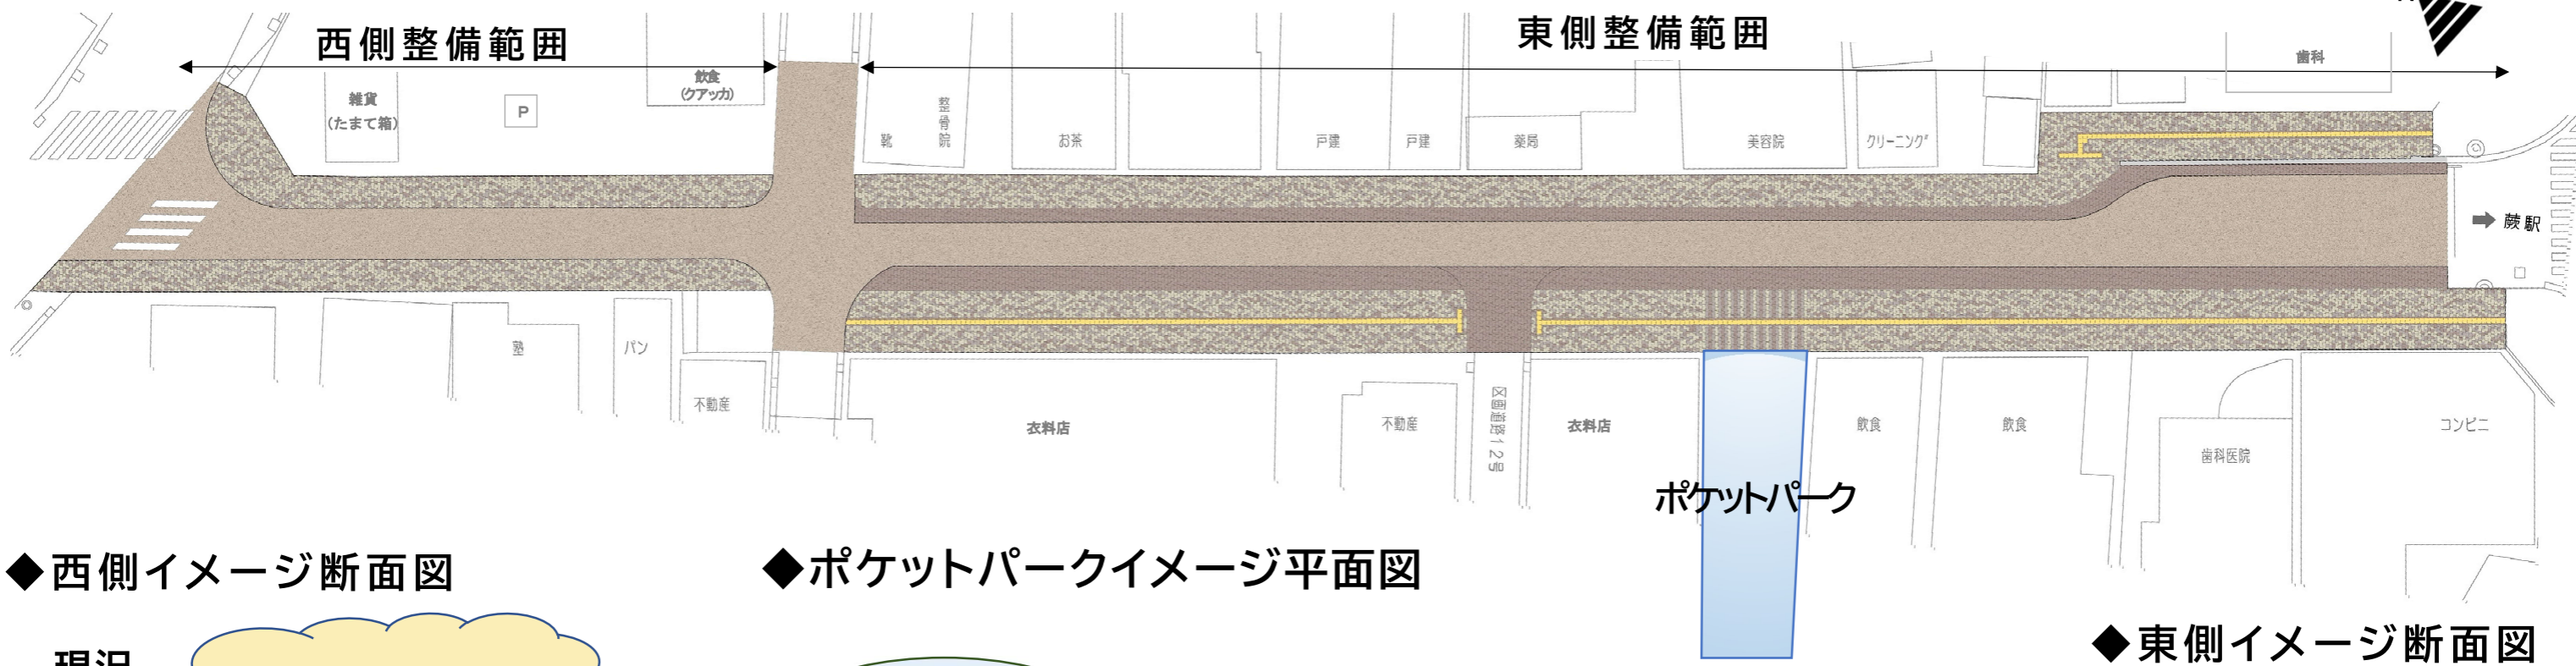 西側整備範囲
東側整備範囲
歯科
飲食
(クアッカ)
雑貨
(たまて箱)
P
靴
整骨院
お茶
戸建
戸建
薬局
美容院
クリーニング
➡ 蕨駅
塾
パン
不動産
衣料店
不動産
区画道路12号
衣料店
飲食
飲食
歯科医院
コンビニ
ポケットパーク
◆西側イメージ断面図
◆ポケットパークイメージ平面図
◆東側イメージ断面図
現況